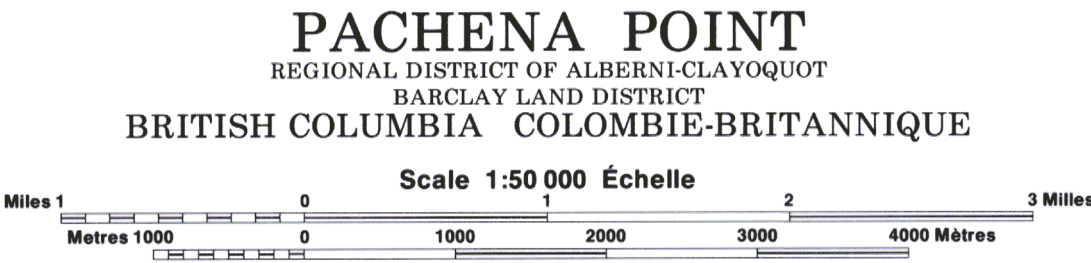 PACHENA POINT
REGIONAL DISTRICT OF ALBERNI-CLAYOQUOT
BARCLAY LAND DISTRICT
BRITISH COLUMBIA COLOMBIE-BRITANNIQUE
Scale 1:50 000 Échelle
Miles 1 0 1 2 3 Milles
Metres 1000 0 1000 2000 3000 4000 Mètres